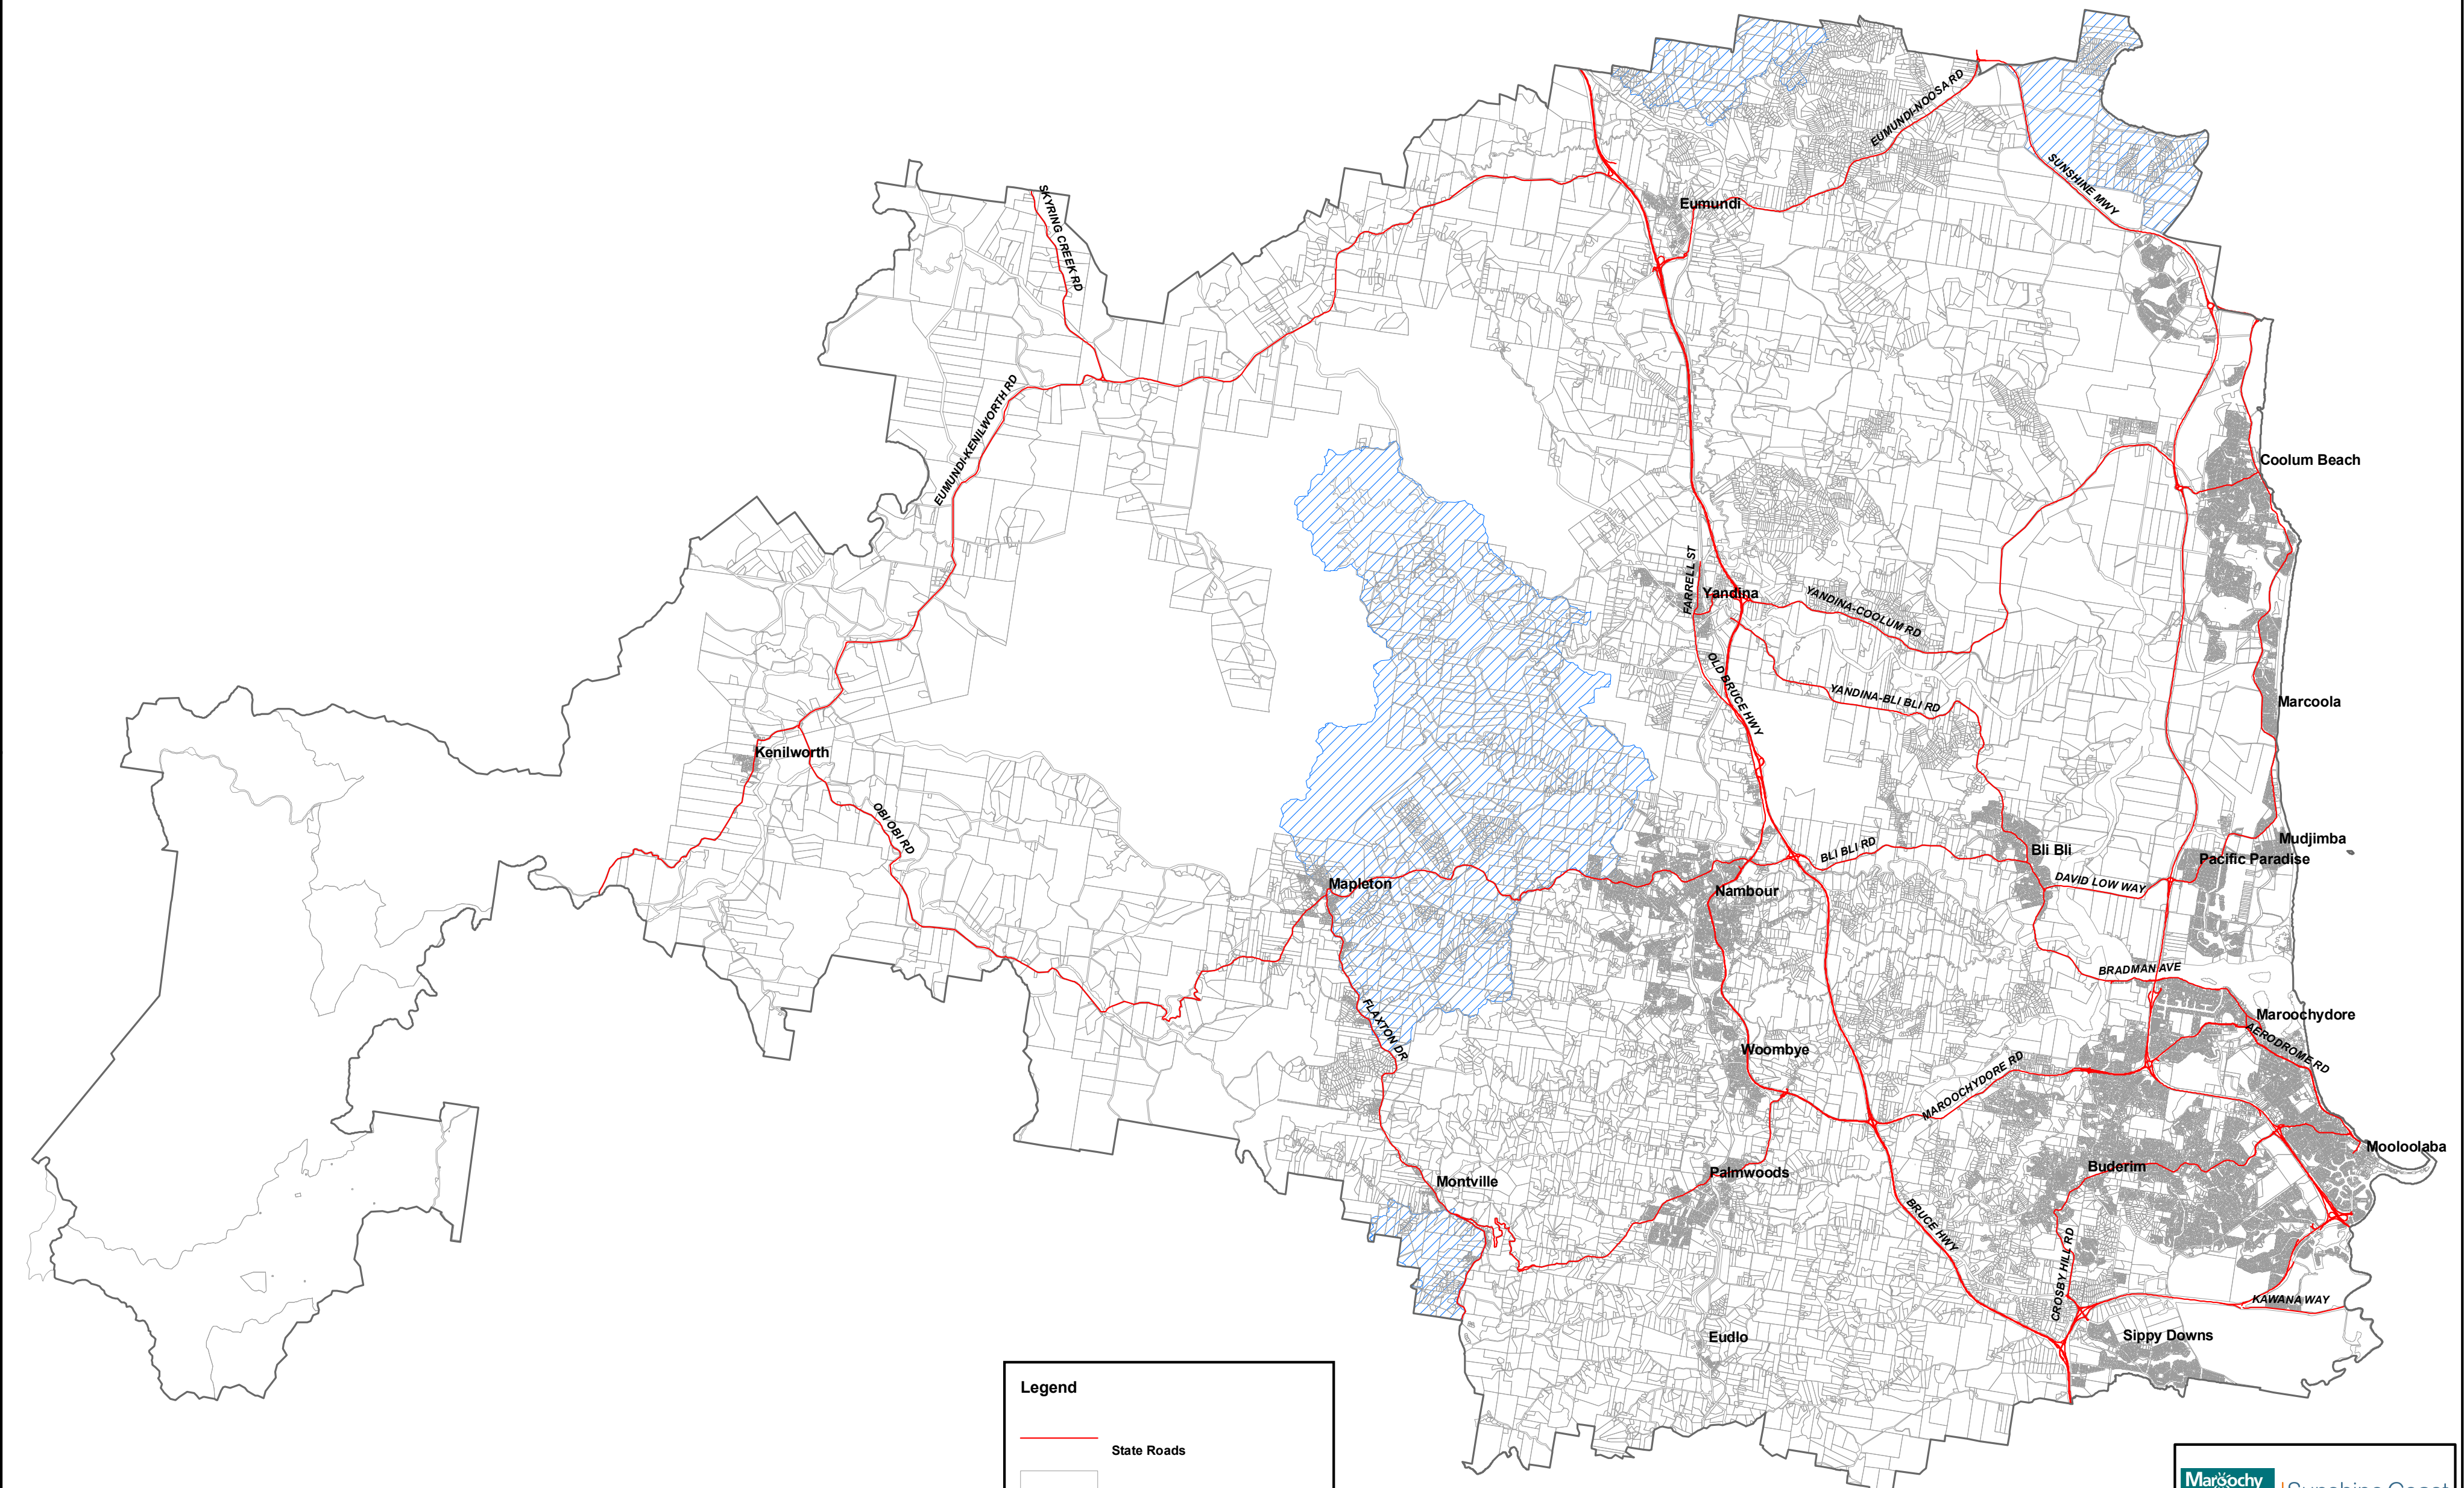 EUMUNDI-NOOSA RD
SUNSHINE MWY
SKYRING CREEK RD
Eumundi
EUMUNDI-KENILWORTH RD
Coolum Beach
FARRELL ST
Yandina
YANDINA-COOLUM RD
OLD BRUCE HWY
YANDINA-BLI BLI RD
Marcoola
Kenilworth
OBI OBI RD
Mudjimba
BLI BLI RD
Bli Bli
Pacific Paradise
Mapleton
Nambour
DAVID LOW WAY
BRADMAN AVE
FLAXTON DR
Maroochydore
AERODROME RD
Woombye
MAROOCHYDORE RD
Mooloolaba
Buderim
Palmwoods
Montville
BRUCE HWY
CROSBY HILL RD
KAWANA WAY
Eudlo
Sippy Downs
Legend
State Roads
Maroochy
Sunshine Coast